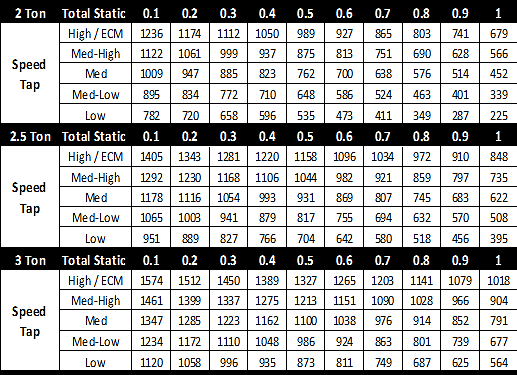 2 Ton Total Static 0.1 0.2 0.3 0.4 0.5 0.6 0.7 0.8 0.9 1
Speed Tap
High / ECM 1236 1174 1112 1050 989 927 865 803 741 679
Med-High 1122 1061 999 937 875 813 751 690 628 566
Med 1009 947 885 823 762 700 638 576 514 452
Med-Low 895 834 772 710 648 586 524 463 401 339
Low 782 720 658 596 535 473 411 349 287 225
2.5 Ton Total Static 0.1 0.2 0.3 0.4 0.5 0.6 0.7 0.8 0.9 1
Speed Tap
High / ECM 1405 1343 1281 1220 1158 1096 1034 972 910 848
Med-High 1292 1230 1168 1106 1044 982 921 859 797 735
Med 1178 1116 1054 993 931 869 807 745 683 622
Med-Low 1065 1003 941 879 817 755 694 632 570 508
Low 951 889 827 766 704 642 580 518 456 395
3 Ton Total Static 0.1 0.2 0.3 0.4 0.5 0.6 0.7 0.8 0.9 1
Speed Tap
High / ECM 1574 1512 1450 1389 1327 1265 1203 1141 1079 1018
Med-High 1461 1399 1337 1275 1213 1151 1090 1028 966 904
Med 1347 1285 1223 1162 1100 1038 976 914 852 791
Med-Low 1234 1172 1110 1048 986 924 863 801 739 677
Low 1120 1058 996 935 873 811 749 687 625 564